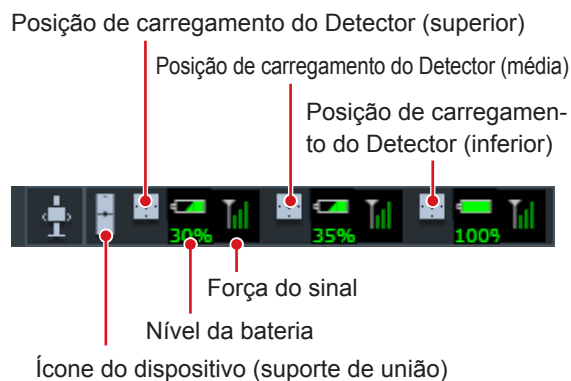 Posição de carregamento do Detector (superior)
Posição de carregamento do Detector (média)
Posição de carregamen-
to do Detector (inferior)
30%
35%
100%
Força do sinal
Nível da bateria
Ícone do dispositivo (suporte de união)